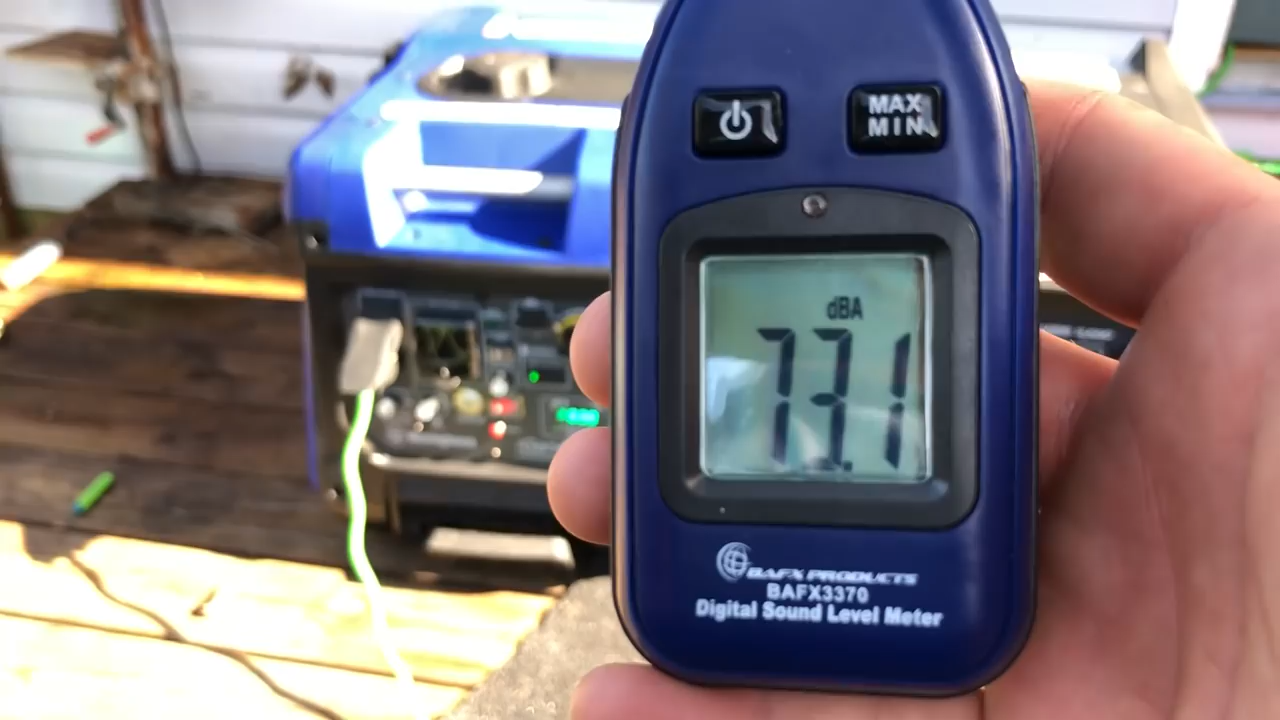 MAX
MIN
dBA
73.1
BAFX PRODUCTS
BAFX3370
Digital Sound Level Meter